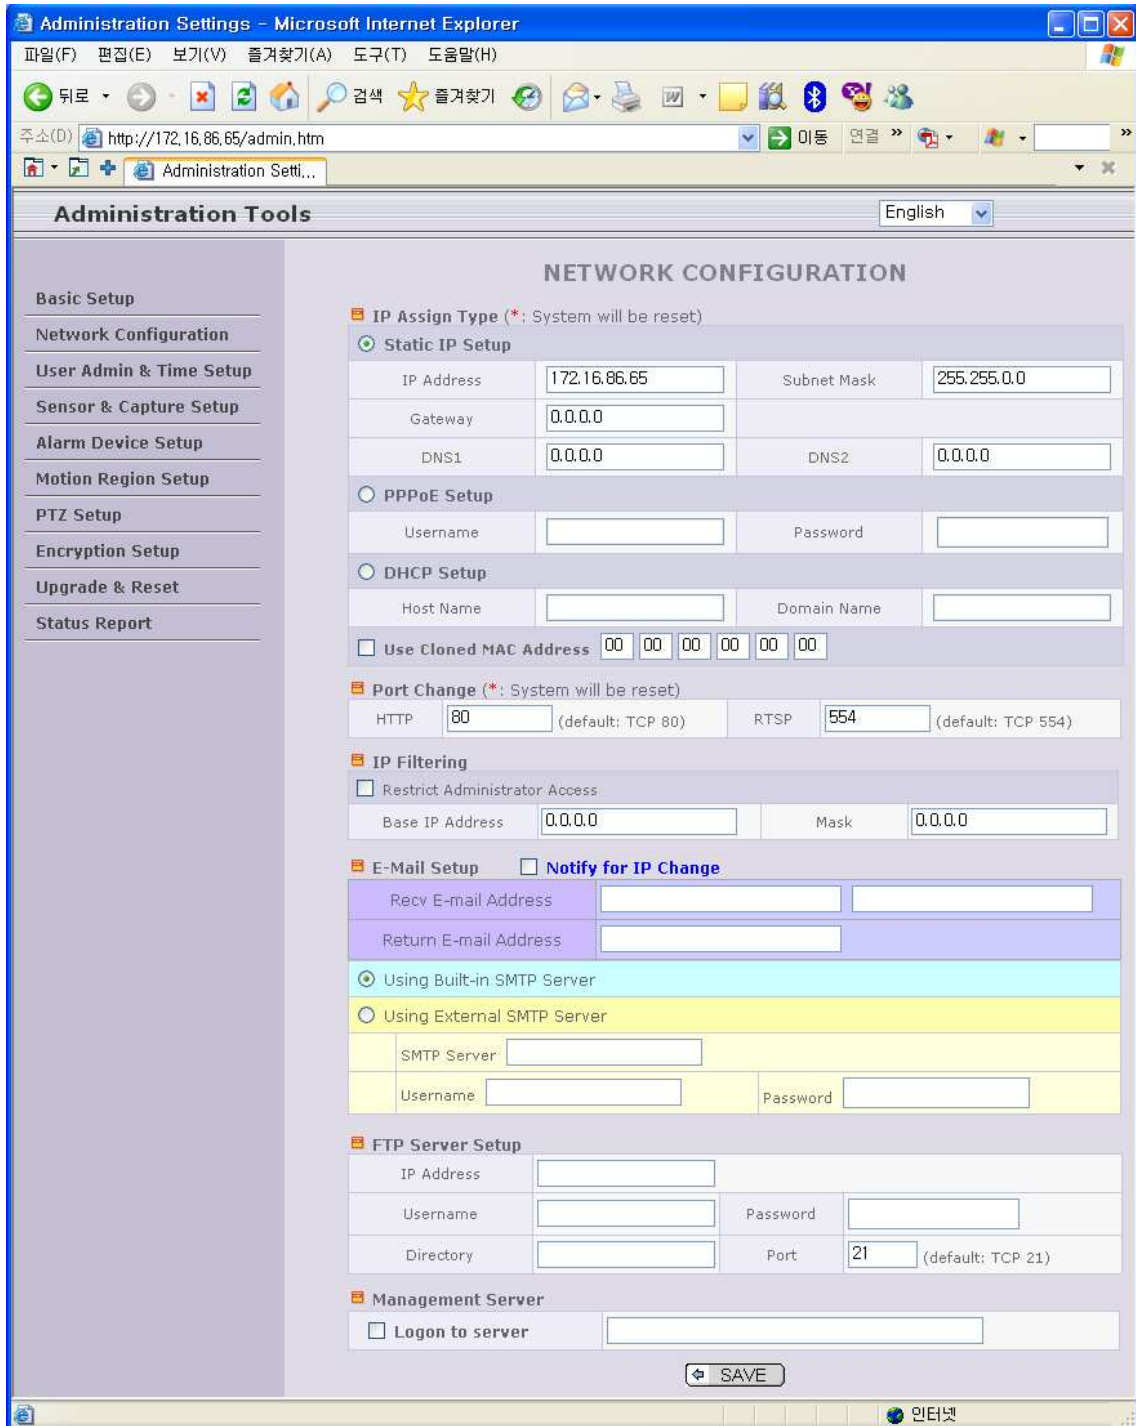 Administration Settings - Microsoft Internet Explorer
파일(F) 편집(E) 보기(V) 즐겨찾기(A) 도구(T) 도움말(H)
뒤로 검색 즐겨찾기
주소(D) http://172.16.86.65/admin.htm 이동 연결 »
Administration Setti...
Administration Tools English
NETWORK CONFIGURATION
Basic Setup
Network Configuration
User Admin & Time Setup
Sensor & Capture Setup
Alarm Device Setup
Motion Region Setup
PTZ Setup
Encryption Setup
Upgrade & Reset
Status Report
IP Assign Type (*: System will be reset)
Static IP Setup
IP Address 172.16.86.65 Subnet Mask 255.255.0.0
Gateway 0.0.0.0
DNS1 0.0.0.0 DNS2 0.0.0.0
PPPoE Setup
Username Password
DHCP Setup
Host Name Domain Name
Use Cloned MAC Address 00 00 00 00 00 00
Port Change (*: System will be reset)
HTTP 80 (default: TCP 80) RTSP 554 (default: TCP 554)
IP Filtering
Restrict Administrator Access
Base IP Address 0.0.0.0 Mask 0.0.0.0
E-Mail Setup Notify for IP Change
Recv E-mail Address
Return E-mail Address
Using Built-in SMTP Server
Using External SMTP Server
SMTP Server
Username Password
FTP Server Setup
IP Address
Username Password
Directory Port 21 (default: TCP 21)
Management Server
Logon to server
SAVE
인터넷